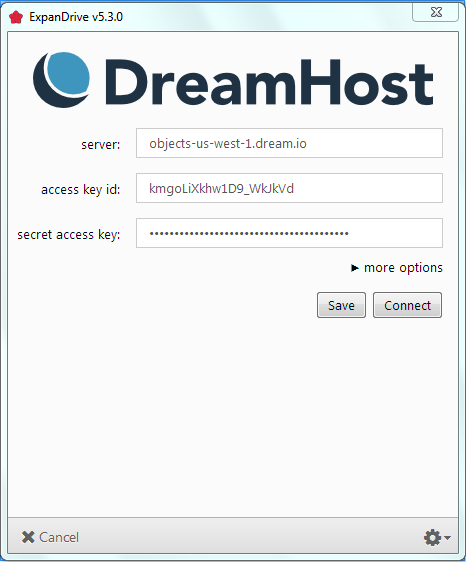 ExpanDrive v5.3.0
DreamHost
server: objects-us-west-1.dream.io
access key id: kmgoLiXkhw1D9_WkJkVd
secret access key: ••••••••••••••••••••••••••••••••••••••••
► more options
Save Connect
Cancel